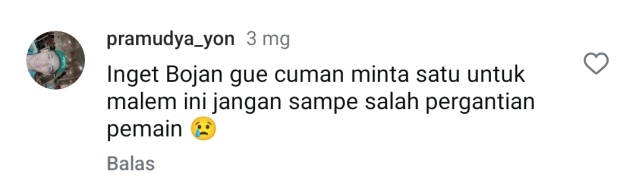 pramudya_yon 3 mg
Inget Bojan gue cuman minta satu untuk
malem ini jangan sampe salah pergantian
pemain 😢
Balas